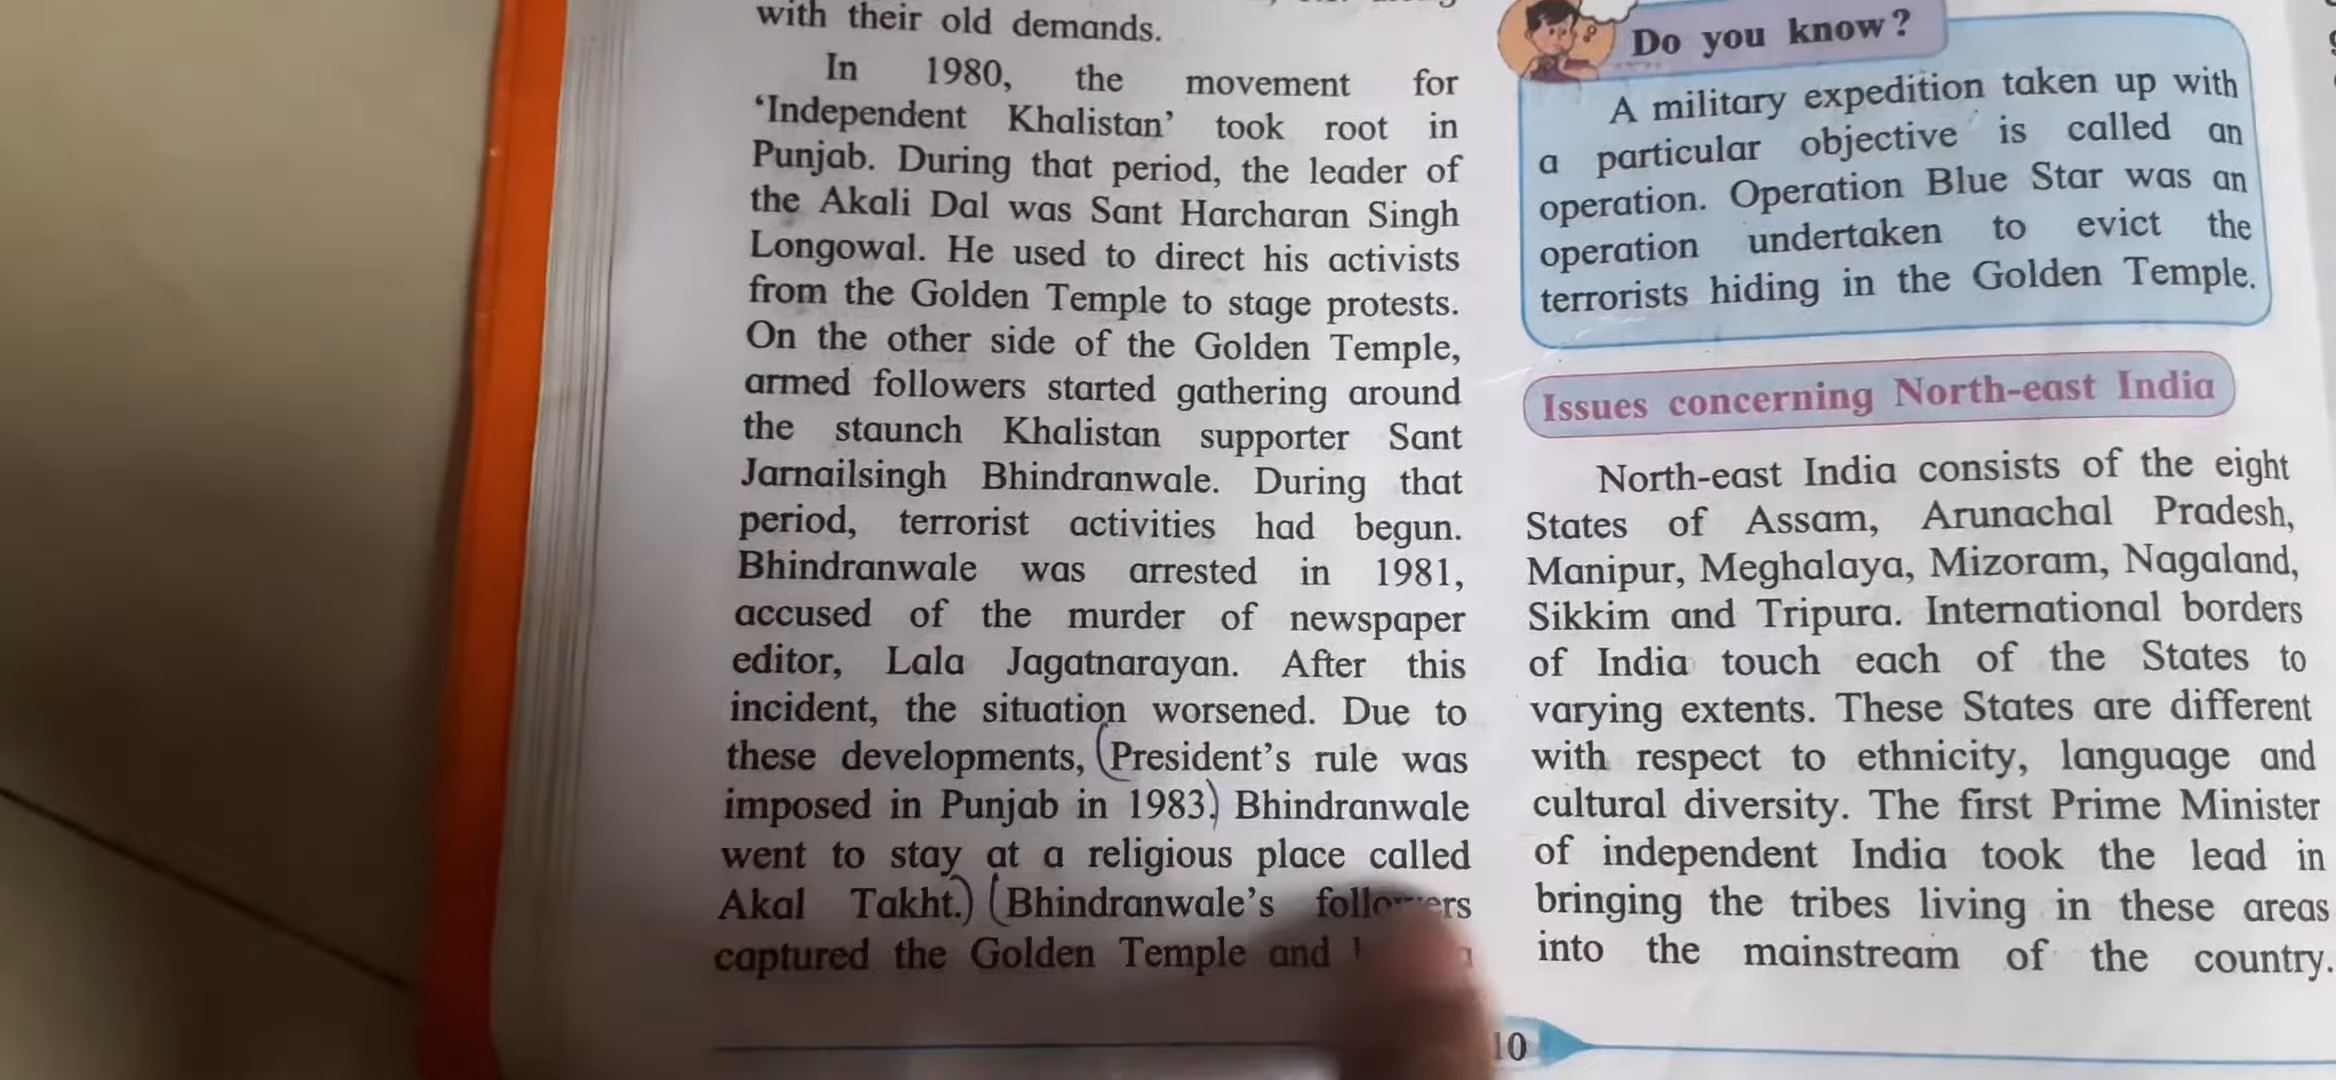 with their old demands.
In 1980, the movement for
‘Independent Khalistan’ took root in
Punjab. During that period, the leader of
the Akali Dal was Sant Harcharan Singh
Longowal. He used to direct his activists
from the Golden Temple to stage protests.
On the other side of the Golden Temple,
armed followers started gathering around
the staunch Khalistan supporter Sant
Jarnailsingh Bhindranwale. During that
period, terrorist activities had begun.
Bhindranwale was arrested in 1981,
accused of the murder of newspaper
editor, Lala Jagatnarayan. After this
incident, the situation worsened. Due to
these developments, (President’s rule was
imposed in Punjab in 1983.) Bhindranwale
went to stay at a religious place called
Akal Takht.) (Bhindranwale’s followers
captured the Golden Temple and
Do you know?
A military expedition taken up with
a particular objective is called an
operation. Operation Blue Star was an
operation undertaken to evict the
terrorists hiding in the Golden Temple.
Issues concerning North-east India
North-east India consists of the eight
States of Assam, Arunachal Pradesh,
Manipur, Meghalaya, Mizoram, Nagaland,
Sikkim and Tripura. International borders
of India touch each of the States to
varying extents. These States are different
with respect to ethnicity, language and
cultural diversity. The first Prime Minister
of independent India took the lead in
bringing the tribes living in these areas
into the mainstream of the country.
10